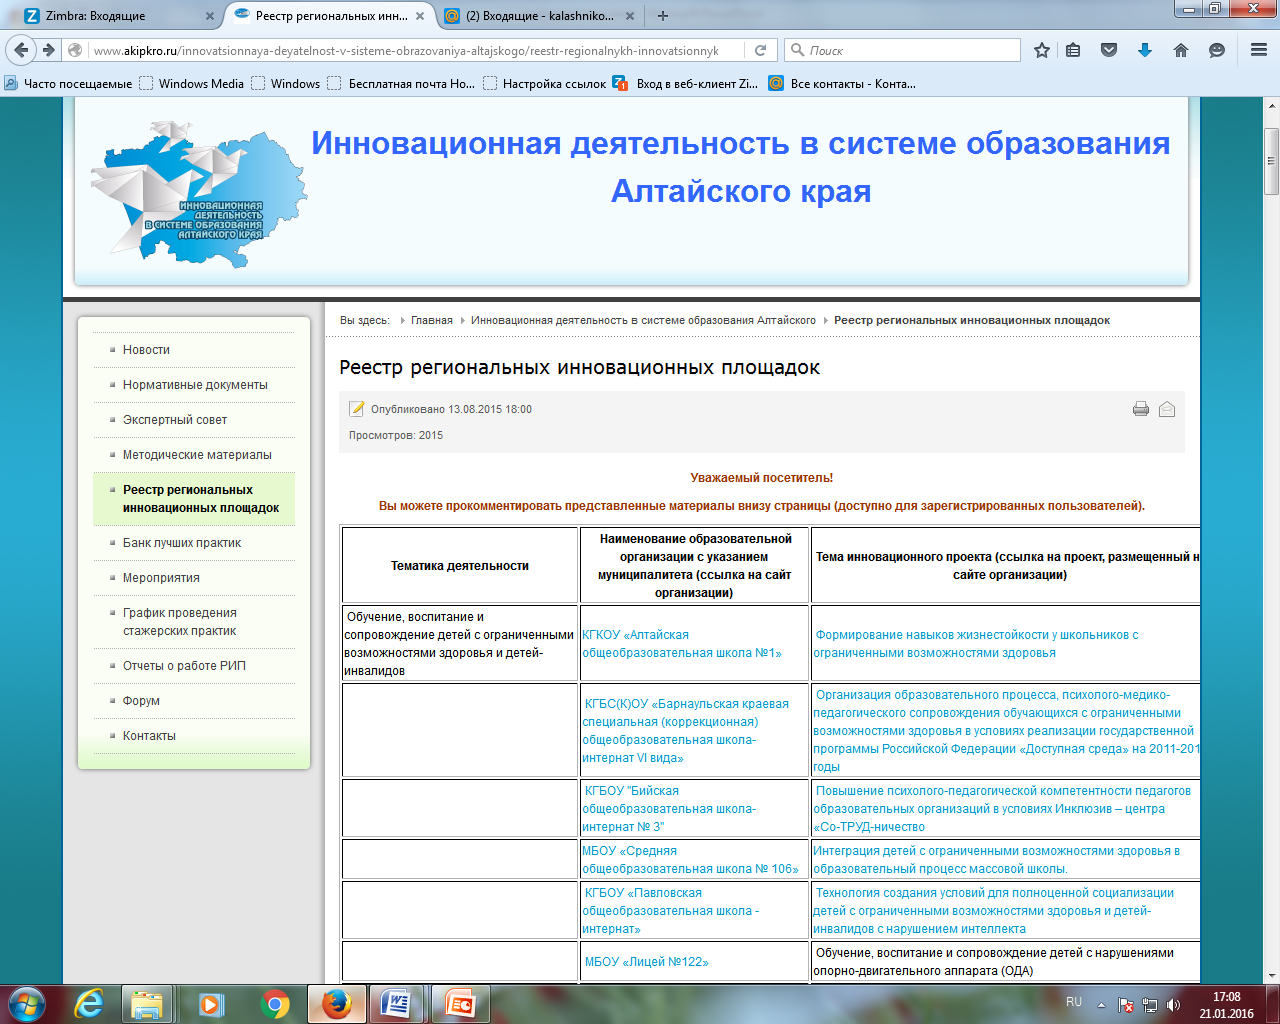 Zimbra: Входящие
Реестр региональных инн...
(2) Входящие - kalashniko...
www.akipkro.ru/innovatsionnaya-deyatelnost-v-sisteme-obrazovaniya-altajskogo/reestr-regionalnykh-innovatsionnyk
Поиск
Часто посещаемые
Windows Media
Windows
Бесплатная почта Ho...
Настройка ссылок
Вход в веб-клиент Zi...
Все контакты - Конта...
Инновационная деятельность в системе образования
Алтайского края
ИННОВАЦИОННАЯ
ДЕЯТЕЛЬНОСТЬ
В СИСТЕМЕ ОБРАЗОВАНИЯ
АЛТАЙСКОГО КРАЯ
Новости
Нормативные документы
Экспертный совет
Методические материалы
Реестр региональных
инновационных площадок
Банк лучших практик
Мероприятия
График проведения
стажерских практик
Отчеты о работе РИП
Форум
Контакты
Вы здесь: Главная Инновационная деятельность в системе образования Алтайского Реестр региональных инновационных площадок
Реестр региональных инновационных площадок
Опубликовано 13.08.2015 18:00
Просмотров: 2015
Уважаемый посетитель!
Вы можете прокомментировать представленные материалы внизу страницы (доступно для зарегистрированных пользователей).
Тематика деятельности
Наименование образовательной
организации с указанием
муниципалитета (ссылка на сайт
организации)
Тема инновационного проекта (ссылка на проект, размещенный н
сайте организации)
Обучение, воспитание и
сопровождение детей с ограниченными
возможностями здоровья и детей-
инвалидов
КГКОУ «Алтайская
общеобразовательная школа №1»
Формирование навыков жизнестойкости у школьников с
ограниченными возможностями здоровья
КГБС(К)ОУ «Барнаульская краевая
специальная (коррекционная)
общеобразовательная школа-
интернат VI вида»
Организация образовательного процесса, психолого-медико-
педагогического сопровождения обучающихся с ограниченными
возможностями здоровья в условиях реализации государственной
программы Российской Федерации «Доступная среда» на 2011-201
годы
КГБОУ "Бийская
общеобразовательная школа-
интернат № 3"
Повышение психолого-педагогической компетентности педагогов
образовательных организаций в условиях Инклюзив – центра
«Со-ТРУД-ничество
МБОУ «Средняя
общеобразовательная школа № 106»
Интеграция детей с ограниченными возможностями здоровья в
образовательный процесс массовой школы.
КГБОУ «Павловская
общеобразовательная школа -
интернат»
Технология создания условий для полноценной социализации
детей с ограниченными возможностями здоровья и детей-
инвалидов с нарушением интеллекта
МБОУ «Лицей №122»
Обучение, воспитание и сопровождение детей с нарушениями
опорно-двигательного аппарата (ОДА)
RU
17:08
21.01.2016